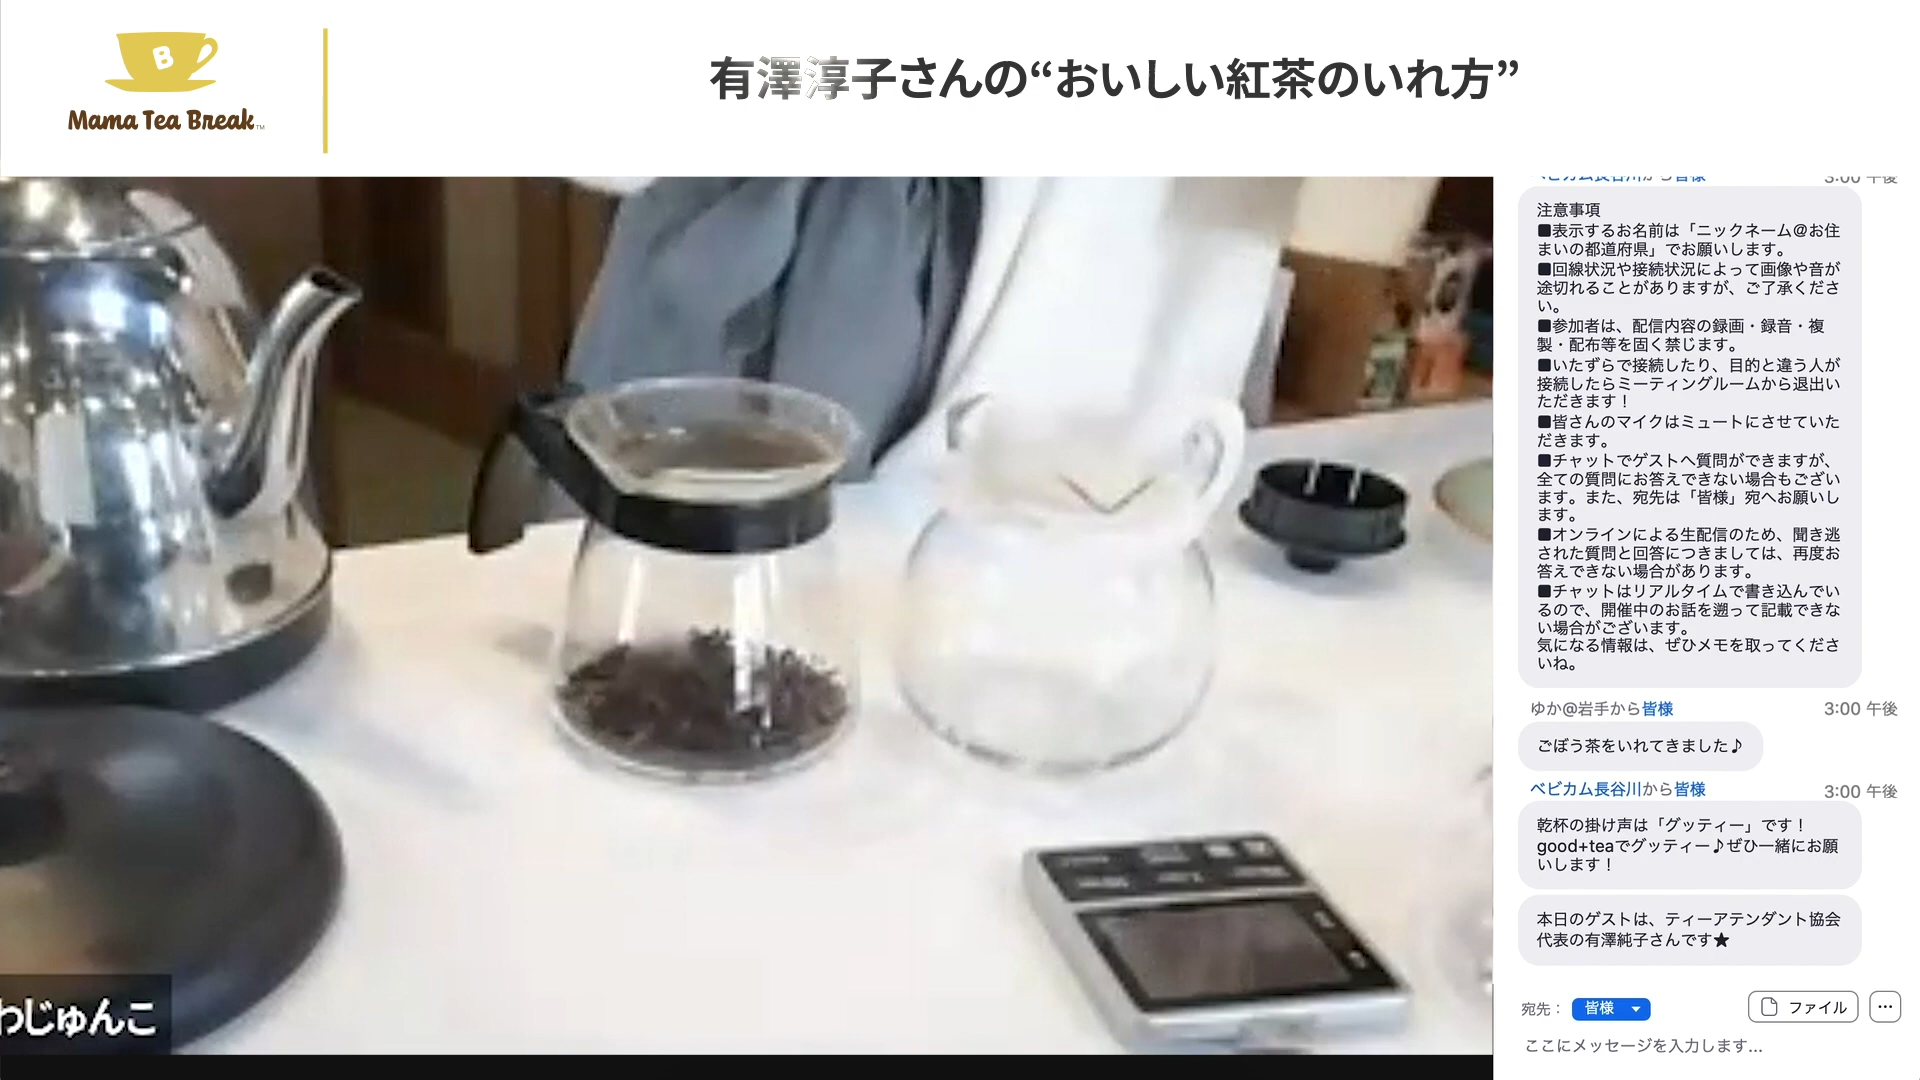 B
Mama Tea Break™
有澤淳子さんの“おいしい紅茶のいれ方”
わじゅんこ
ベビカム長谷川から皆様
3:00 午後
注意事項
■表示するお名前は「ニックネーム@お住
まいの都道府県」でお願いします。
■回線状況や接続状況によって画像や音が
途切れることがありますが、ご了承くださ
い。
■参加者は、配信内容の録画・録音・複
製・配布等を固く禁じます。
■いたずらで接続したり、目的と違う人が
接続したらミーティングルームから退出い
ただきます！
■皆さんのマイクはミュートにさせていた
だきます。
■チャットでゲストへ質問ができますが、
全ての質問にお答えできない場合もござい
ます。また、宛先は「皆様」宛へお願いし
ます。
■オンラインによる生配信のため、聞き逃
された質問と回答につきましては、再度お
答えできない場合があります。
■チャットはリアルタイムで書き込んでい
るので、開催中のお話を遡って記載できな
い場合がございます。
気になる情報は、ぜひメモを取ってくださ
いね。
ゆか@岩手から皆様
3:00 午後
ごぼう茶をいれてきました♪
ベビカム長谷川から皆様
3:00 午後
乾杯の掛け声は「グッティー」です！
good+teaでグッティー♪ぜひ一緒にお願
いします！
本日のゲストは、ティーアテンダント協会
代表の有澤純子さんです★
宛先：
皆様
ファイル
…
ここにメッセージを入力します...